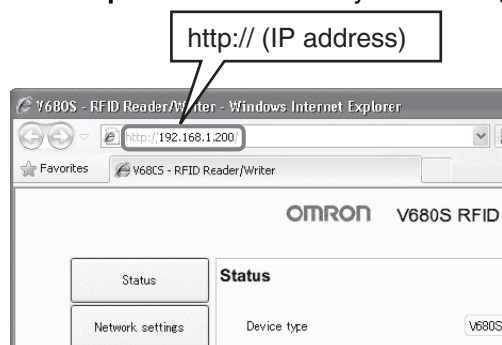 http:// (IP address)
V680S - RFID Reader/Writer - Windows Internet Explorer
http://192.168.1.200/
Favorites
V680S - RFID Reader/Writer
OMRON V680S RFID
Status
Status
Network settings
Device type
V680S